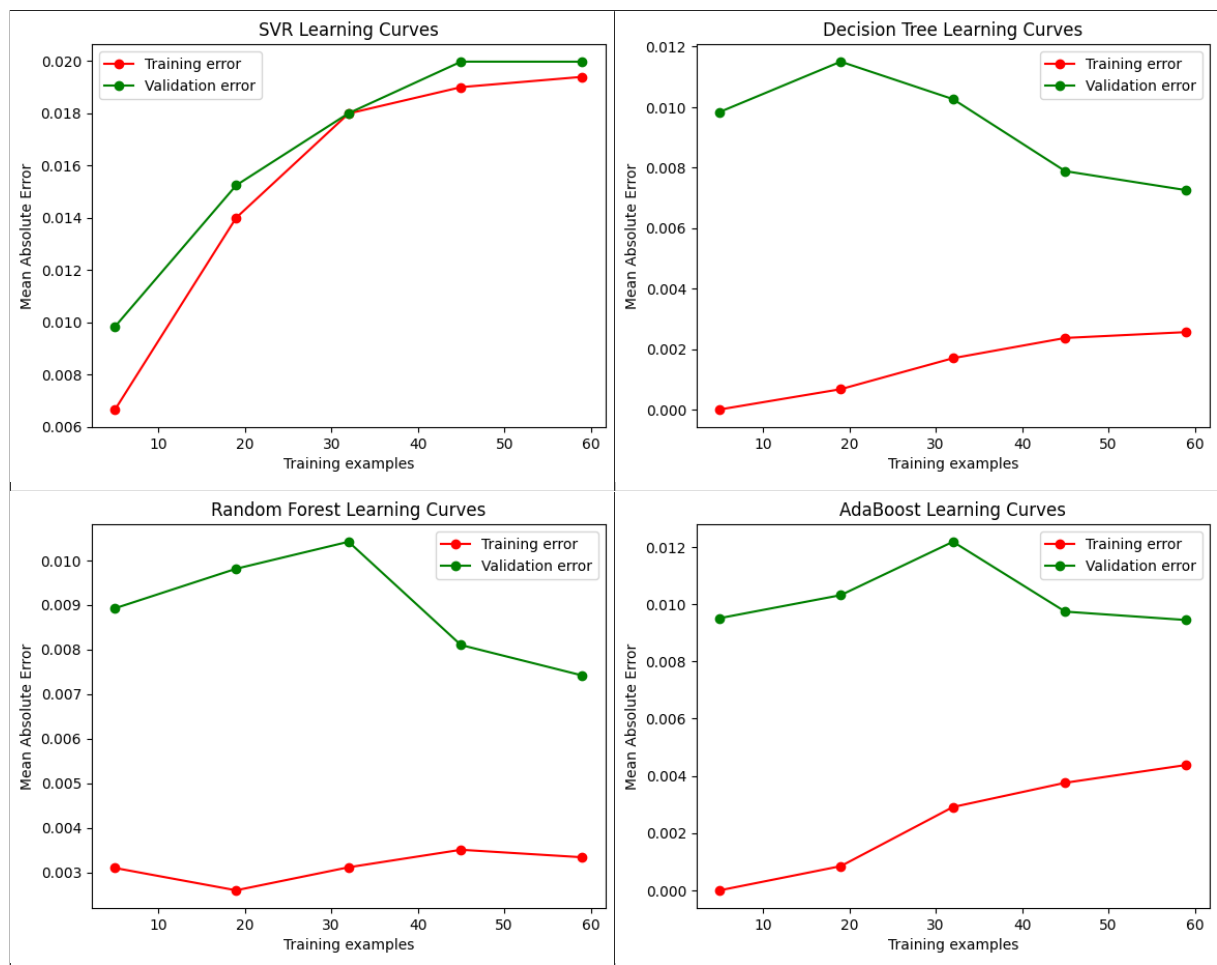 SVR Learning Curves
Training error
Validation error
Mean Absolute Error
0.020
0.018
0.016
0.014
0.012
0.010
0.008
0.006
10 20 30 40 50 60
Training examples
Decision Tree Learning Curves
Training error
Validation error
Mean Absolute Error
0.012
0.010
0.008
0.006
0.004
0.002
0.000
10 20 30 40 50 60
Training examples
Random Forest Learning Curves
Training error
Validation error
Mean Absolute Error
0.010
0.009
0.008
0.007
0.006
0.005
0.004
0.003
10 20 30 40 50 60
Training examples
AdaBoost Learning Curves
Training error
Validation error
Mean Absolute Error
0.012
0.010
0.008
0.006
0.004
0.002
0.000
10 20 30 40 50 60
Training examples